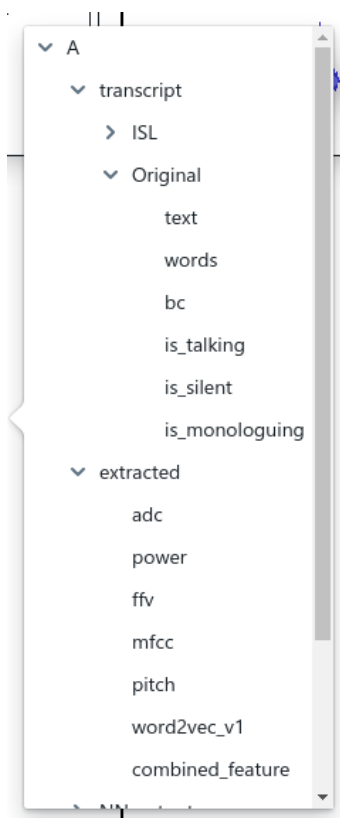 A
transcript
ISL
Original
text
words
bc
is_talking
is_silent
is_monologuing
extracted
adc
power
ffv
mfcc
pitch
word2vec_v1
combined_feature